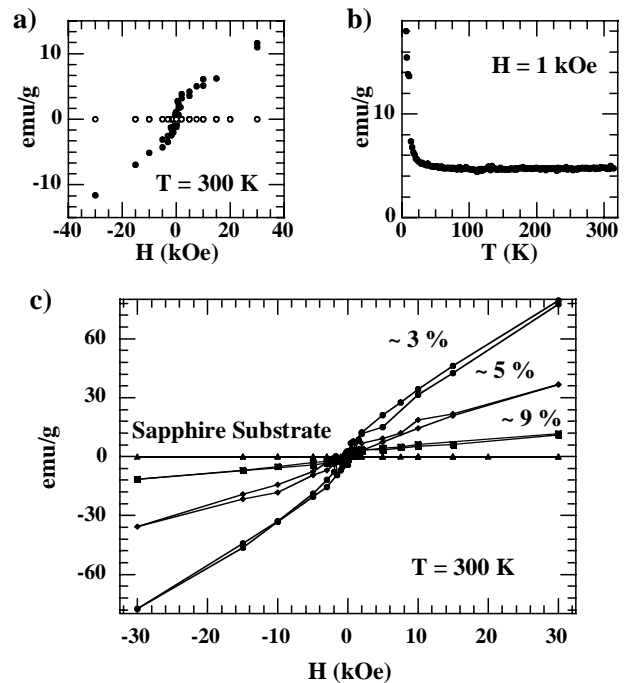 a)
10
0
-10
emu/g
T = 300 K
-40 -20 0 20 40
H (kOe)
b)
10
0
emu/g
H = 1 kOe
0 100 200 300
T (K)
c)
60
30
0
-30
-60
emu/g
~ 3 %
~ 5 %
~ 9 %
Sapphire Substrate
T = 300 K
-30 -20 -10 0 10 20 30
H (kOe)